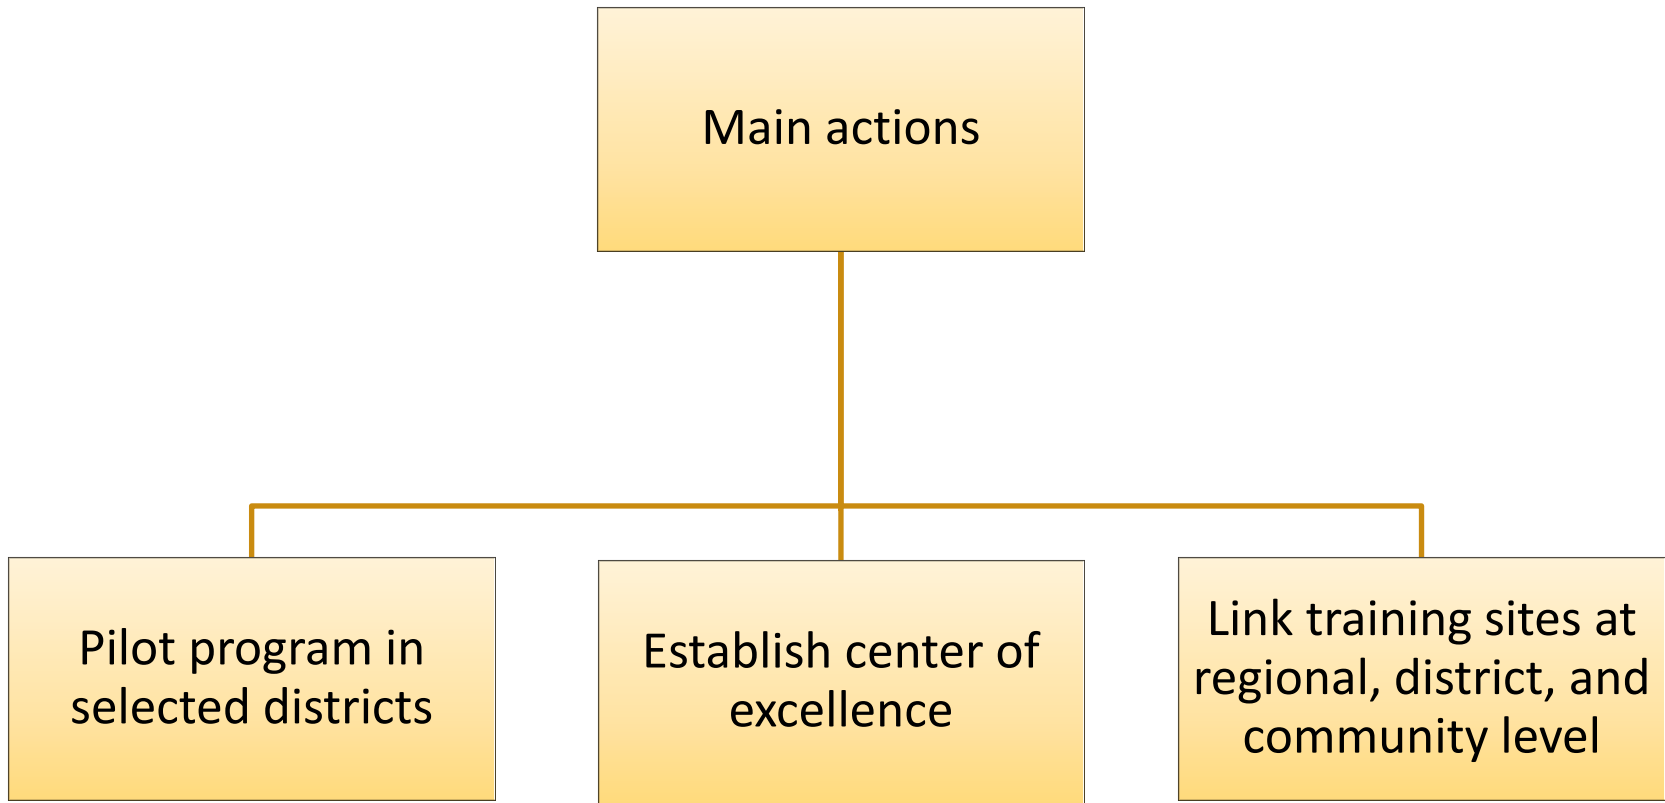 Main actions
Pilot program in
selected districts
Establish center of
excellence
Link training sites at
regional, district, and
community level